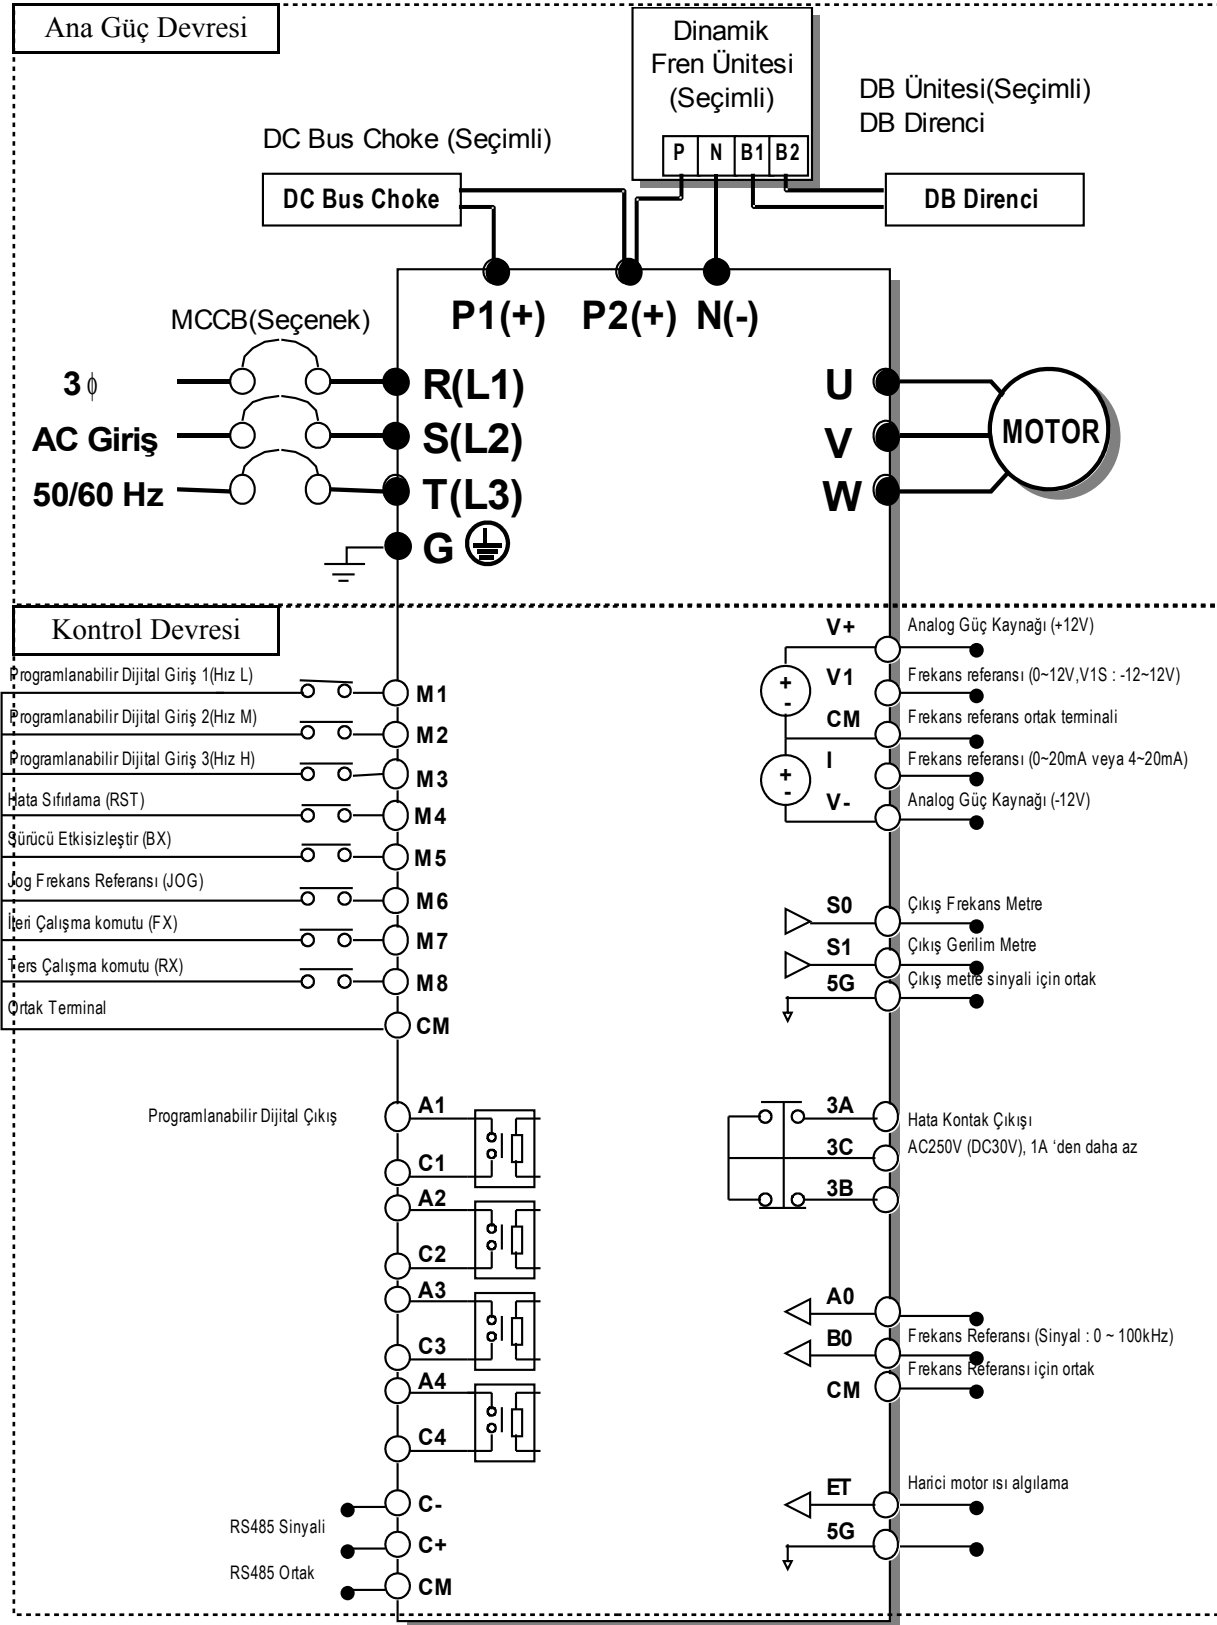 Ana Güç Devresi
Dinamik
Fren Ünitesi
(Seçimli)
P N B1 B2
DB Ünitesi(Seçimli)
DB Direnci
DC Bus Choke (Seçimli)
DC Bus Choke
DB Direnci
P1(+) P2(+) N(-)
MCCB(Seçenek)
3 ϕ
R(L1)
U
AC Giriş
S(L2)
V
MOTOR
50/60 Hz
T(L3)
W
G
Kontrol Devresi
Programlanabilir Dijital Giriş 1(Hız L)
M1
Programlanabilir Dijital Giriş 2(Hız M)
M2
Programlanabilir Dijital Giriş 3(Hız H)
M3
Hata Sıfırlama (RST)
M4
Sürücü Etkisizleştir (BX)
M5
Jog Frekans Referansı (JOG)
M6
İleri Çalışma komutu (FX)
M7
Ters Çalışma komutu (RX)
M8
Ortak Terminal
CM
V+
Analog Güç Kaynağı (+12V)
V1
Frekans referansı (0~12V,V1S : -12~12V)
CM
Frekans referans ortak terminali
I
Frekans referansı (0~20mA veya 4~20mA)
V-
Analog Güç Kaynağı (-12V)
+
-
+
-
S0
Çıkış Frekans Metre
S1
Çıkış Gerilim Metre
5G
Çıkış metre sinyali için ortak
Programlanabilir Dijital Çıkış
A1
C1
A2
C2
A3
C3
A4
C4
3A
Hata Kontak Çıkışı
3C
AC250V (DC30V), 1A ‘den daha az
3B
A0
B0
Frekans Referansı (Sinyal : 0 ~ 100kHz)
CM
Frekans Referansı için ortak
ET
Harici motor ısı algılama
5G
C-
RS485 Sinyali
C+
RS485 Ortak
CM